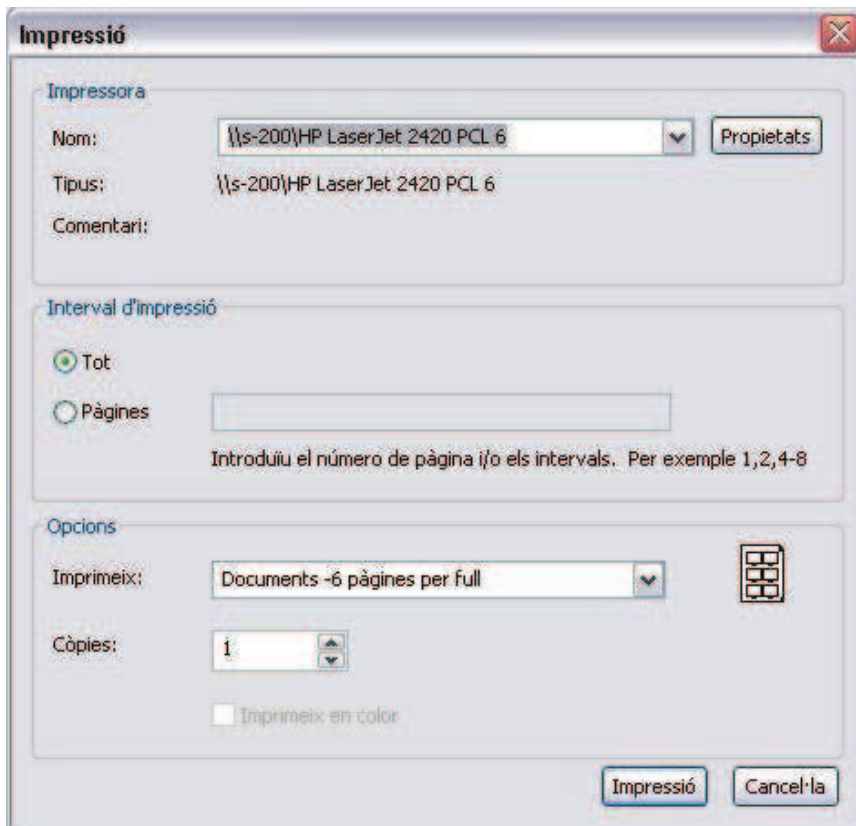 Impressió
Impressora
Nom: \\s-200\HP LaserJet 2420 PCL 6 Propietats
Tipus: \\s-200\HP LaserJet 2420 PCL 6
Comentari:
Interval d'impressió
Tot
Pàgines
Introduïu el número de pàgina i/o els intervals. Per exemple 1,2,4-8
Opcions
Imprimeix: Documents -6 pàgines per full
Còpies: 1
Imprimeix en color
Impressió Cancel·la